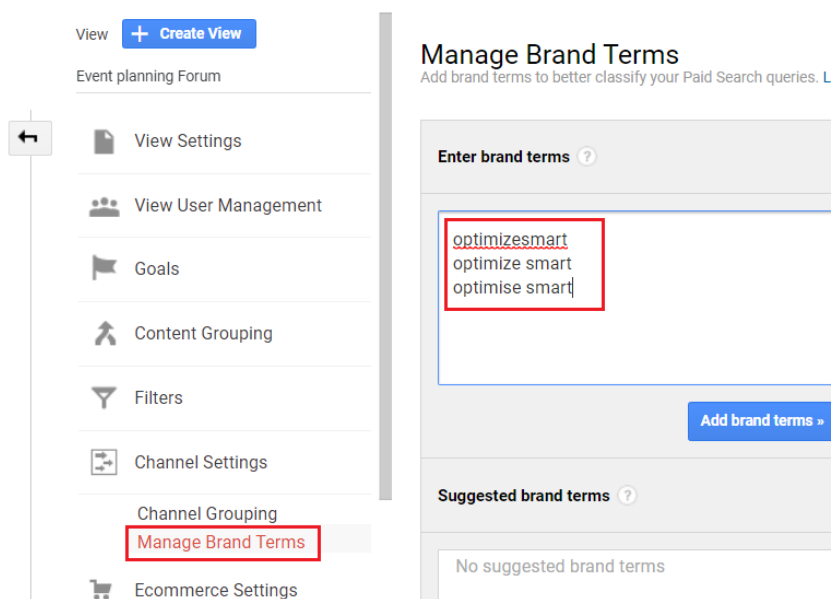 View
+ Create View
Event planning Forum
View Settings
View User Management
Goals
Content Grouping
Filters
Channel Settings
Channel Grouping
Manage Brand Terms
Ecommerce Settings
Manage Brand Terms
Add brand terms to better classify your Paid Search queries. L
Enter brand terms ?
optimizesmart
optimize smart
optimise smart
Add brand terms »
Suggested brand terms ?
No suggested brand terms